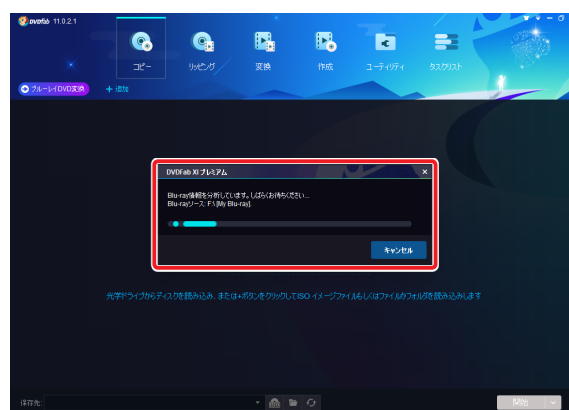 DVDFab 11.0.2.1
コピー
リッピング
変換
作成
ユーティリティ
タスクリスト
ブルーレイDVD変換
+ 追加
DVDFab XI プレミアム
Blu-ray情報を分析しています。しばらくお待ちください...
Blu-rayソース: F:\ [My Blu-ray].
キャンセル
光学ドライブからディスクを読み込み、または+ボタンをクリックしてISO イメージファイルもしくはファイルのフォルダを読み込みします
保存先:
開始